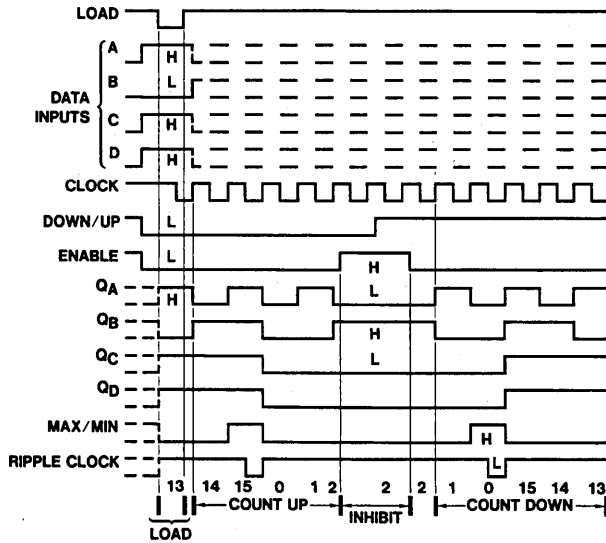 LOAD
A H
B L
DATA
INPUTS
C H
D H
CLOCK
DOWN/UP L
ENABLE L H
QA H L
QB H
QC L
QD
MAX/MIN H
RIPPLE CLOCK L
13 14 15 0 1 2 2 2 1 0 15 14 13
COUNT UP INHIBIT COUNT DOWN
LOAD